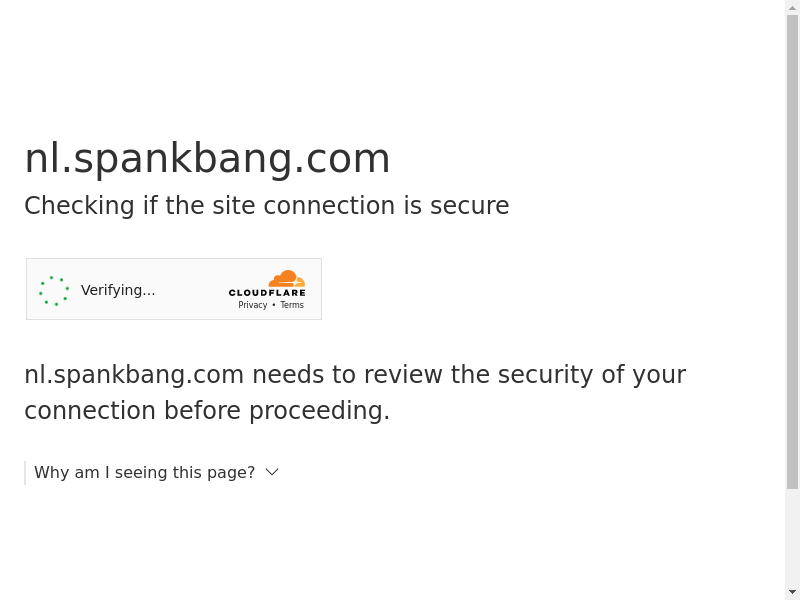 nl.spankbang.com
Checking if the site connection is secure
Verifying...
CLOUDFLARE
Privacy • Terms
nl.spankbang.com needs to review the security of your
connection before proceeding.
Why am I seeing this page?